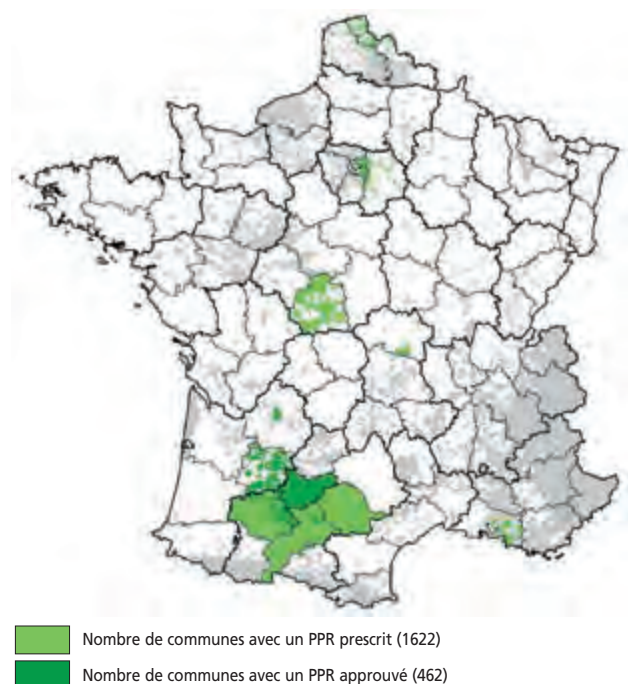 Nombre de communes avec un PPR prescrit (1622)
Nombre de communes avec un PPR approuvé (462)